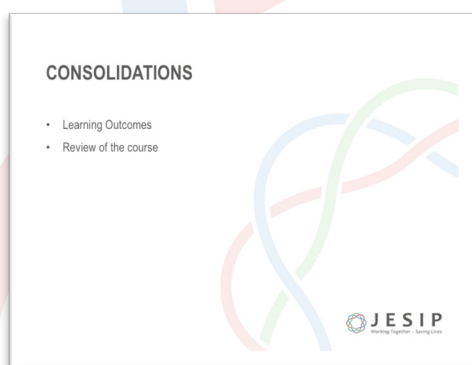 CONSOLIDATIONS
• Learning Outcomes
• Review of the course
JESIP
Working Together – Saving Lives